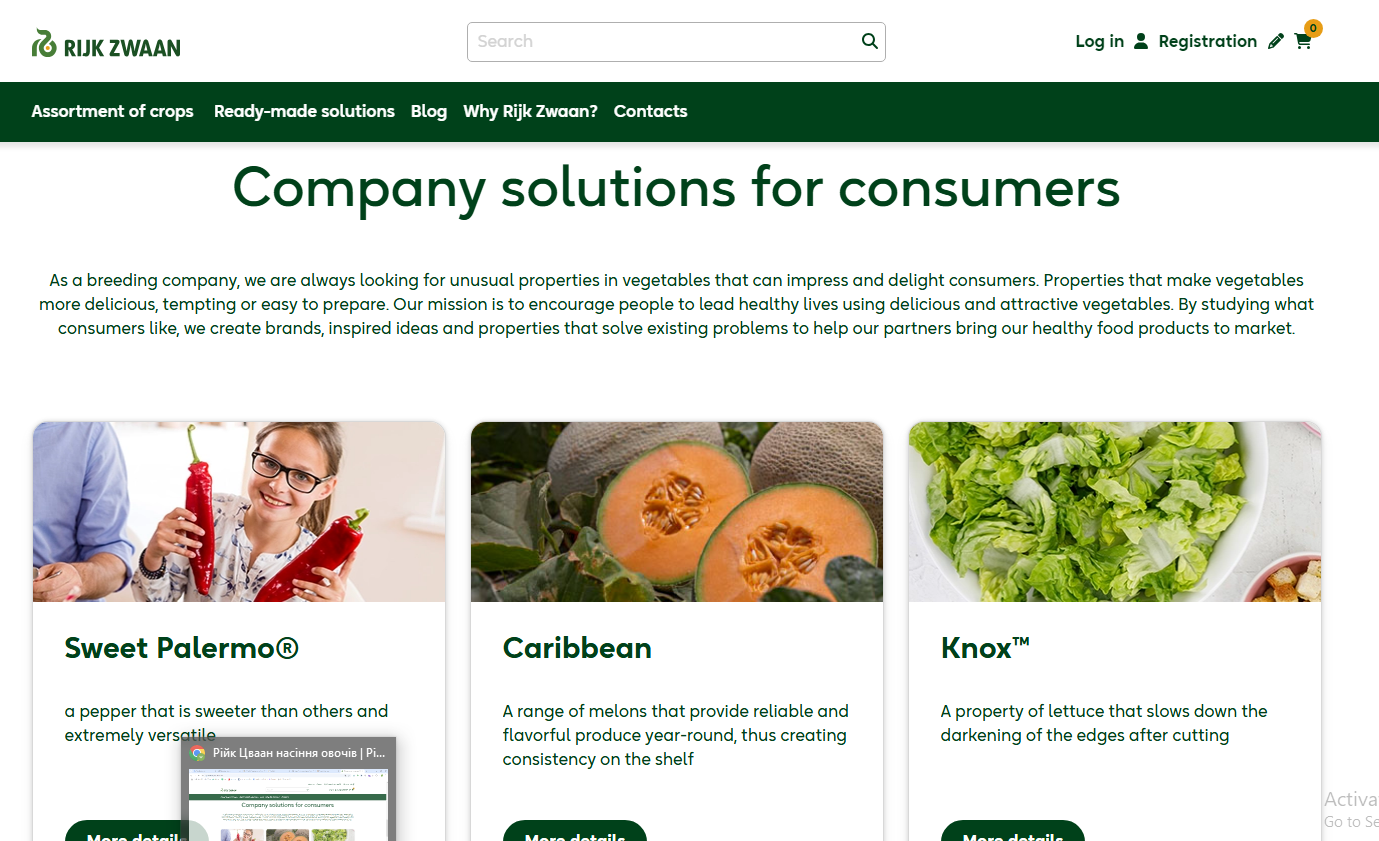 RIJK ZWAAN
Search
Log in
Registration
0
Assortment of crops
Ready-made solutions
Blog
Why Rijk Zwaan?
Contacts
Company solutions for consumers
As a breeding company, we are always looking for unusual properties in vegetables that can impress and delight consumers. Properties that make vegetables
more delicious, tempting or easy to prepare. Our mission is to encourage people to lead healthy lives using delicious and attractive vegetables. By studying what
consumers like, we create brands, inspired ideas and properties that solve existing problems to help our partners bring our healthy food products to market.
Sweet Palermo®
a pepper that is sweeter than others and
extremely versatile
More details
Caribbean
A range of melons that provide reliable and
flavorful produce year-round, thus creating
consistency on the shelf
More details
Knox™
A property of lettuce that slows down the
darkening of the edges after cutting
More details
Рійк Цваан насіння овочів | Рі...
Company solutions for consumers
Activa
Go to Se